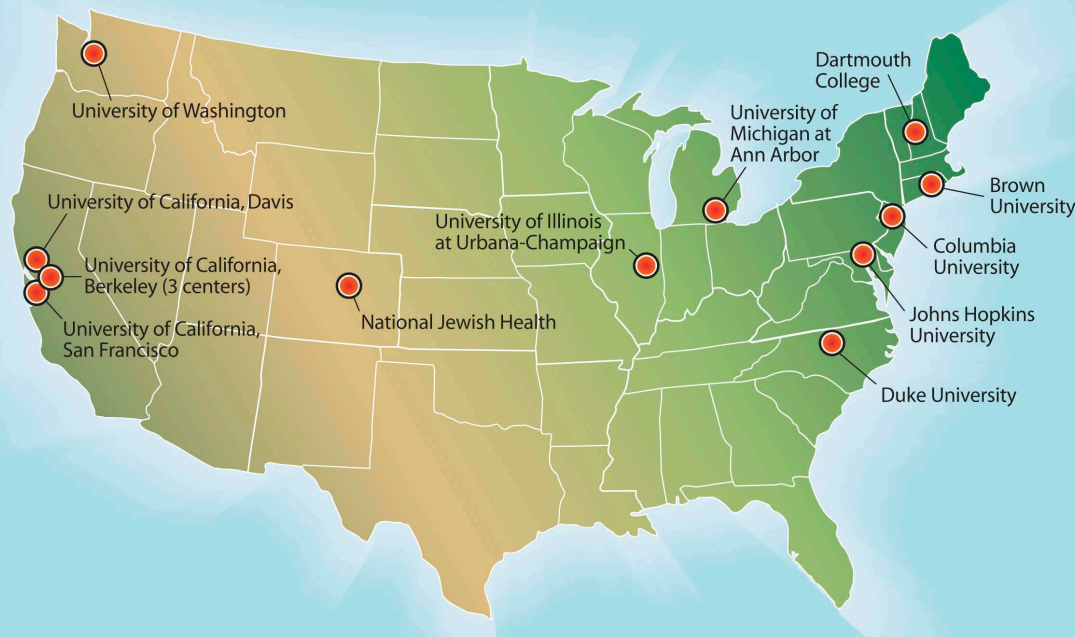 University of Washington
University of California, Davis
University of California,
Berkeley (3 centers)
University of California,
San Francisco
National Jewish Health
University of Illinois
at Urbana-Champaign
University of
Michigan at
Ann Arbor
Dartmouth
College
Brown
University
Columbia
University
Johns Hopkins
University
Duke University